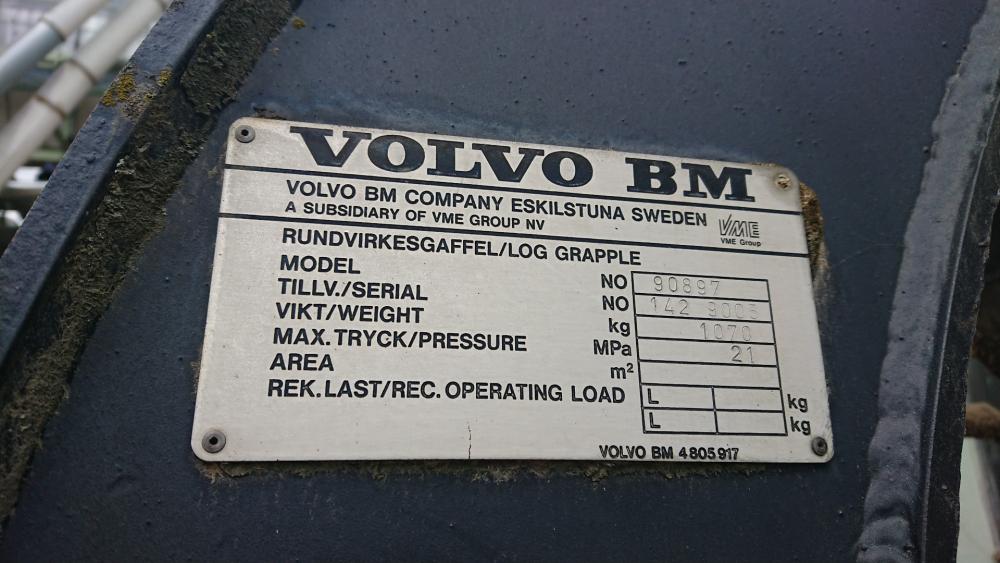 VOLVO BM
VOLVO BM COMPANY ESKILSTUNA SWEDEN
A SUBSIDIARY OF VME GROUP NV
VME
VME Group
RUNDVIRKESGAFFEL/LOG GRAPPLE
MODEL NO 90897
TILLV./SERIAL NO 142
VIKT/WEIGHT kg 1070
MAX. TRYCK/PRESSURE MPa 21
AREA m²
REK. LAST/REC. OPERATING LOAD L kg
L kg
VOLVO BM 4805917